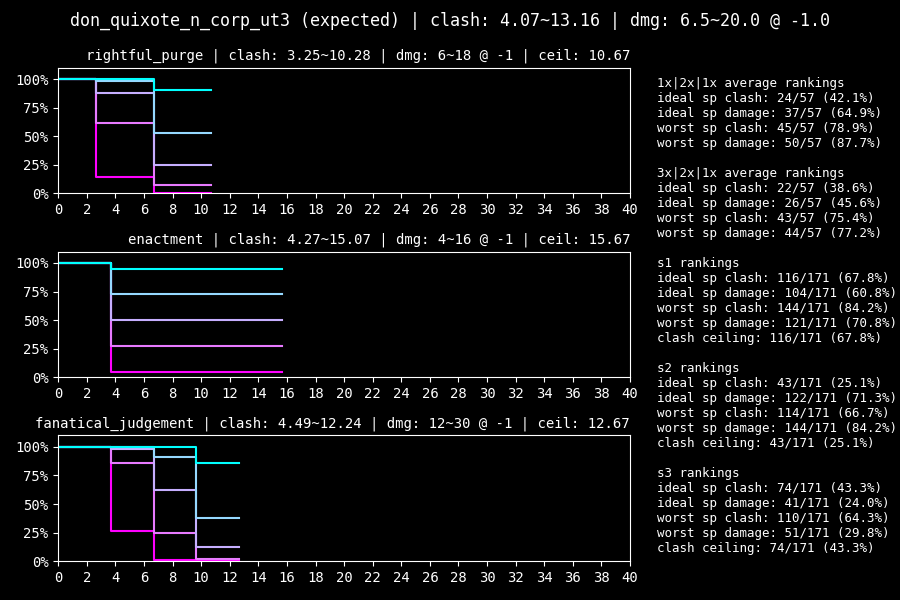 don_quixote_n_corp_ut3 (expected) | clash: 4.07~13.16 | dmg: 6.5~20.0 @ -1.0
rightful_purge | clash: 3.25~10.28 | dmg: 6~18 @ -1 | ceil: 10.67
100%
75%
50%
25%
0%
0 2 4 6 8 10 12 14 16 18 20 22 24 26 28 30 32 34 36 38 40
enactment | clash: 4.27~15.07 | dmg: 4~16 @ -1 | ceil: 15.67
100%
75%
50%
25%
0%
0 2 4 6 8 10 12 14 16 18 20 22 24 26 28 30 32 34 36 38 40
fanatical_judgement | clash: 4.49~12.24 | dmg: 12~30 @ -1 | ceil: 12.67
100%
75%
50%
25%
0%
0 2 4 6 8 10 12 14 16 18 20 22 24 26 28 30 32 34 36 38 40
1x|2x|1x average rankings
ideal sp clash: 24/57 (42.1%)
ideal sp damage: 37/57 (64.9%)
worst sp clash: 45/57 (78.9%)
worst sp damage: 50/57 (87.7%)
3x|2x|1x average rankings
ideal sp clash: 22/57 (38.6%)
ideal sp damage: 26/57 (45.6%)
worst sp clash: 43/57 (75.4%)
worst sp damage: 44/57 (77.2%)
s1 rankings
ideal sp clash: 116/171 (67.8%)
ideal sp damage: 104/171 (60.8%)
worst sp clash: 144/171 (84.2%)
worst sp damage: 121/171 (70.8%)
clash ceiling: 116/171 (67.8%)
s2 rankings
ideal sp clash: 43/171 (25.1%)
ideal sp damage: 122/171 (71.3%)
worst sp clash: 114/171 (66.7%)
worst sp damage: 144/171 (84.2%)
clash ceiling: 43/171 (25.1%)
s3 rankings
ideal sp clash: 74/171 (43.3%)
ideal sp damage: 41/171 (24.0%)
worst sp clash: 110/171 (64.3%)
worst sp damage: 51/171 (29.8%)
clash ceiling: 74/171 (43.3%)